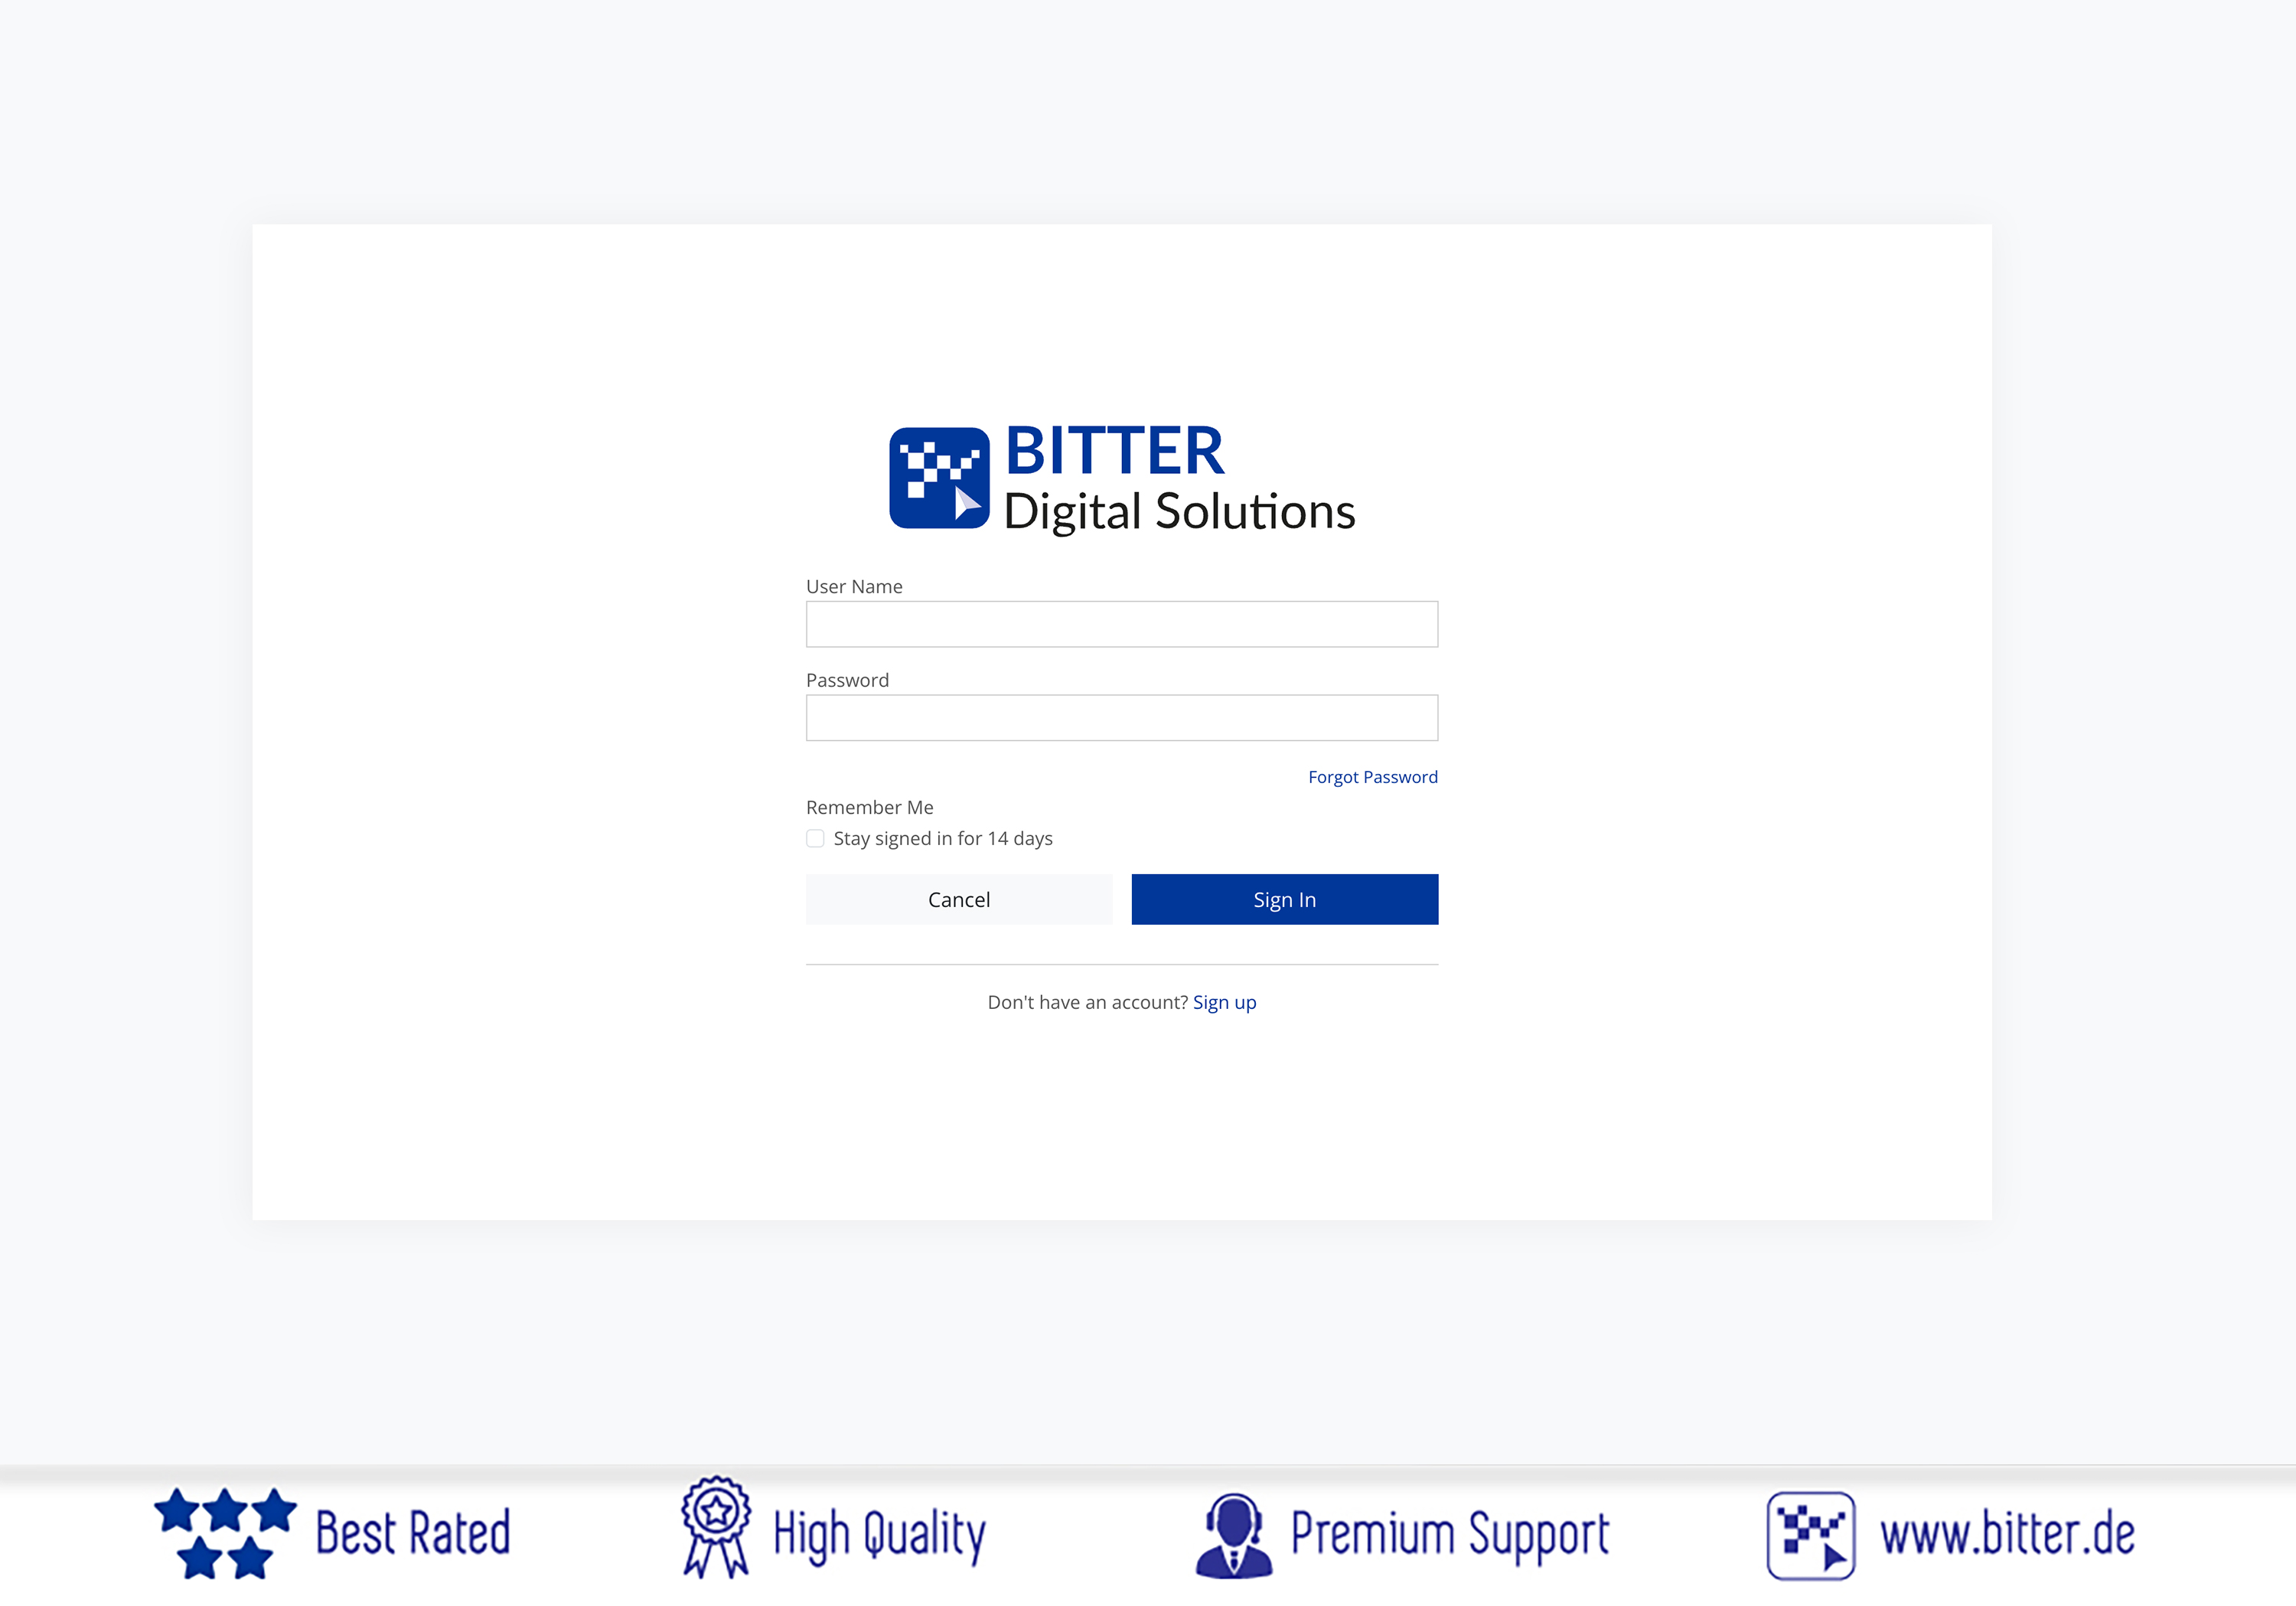 BITTER
Digital Solutions
User Name
Password
Forgot Password
Remember Me
Stay signed in for 14 days
Cancel
Sign In
Don't have an account? Sign up
Best Rated
High Quality
Premium Support
www.bitter.de